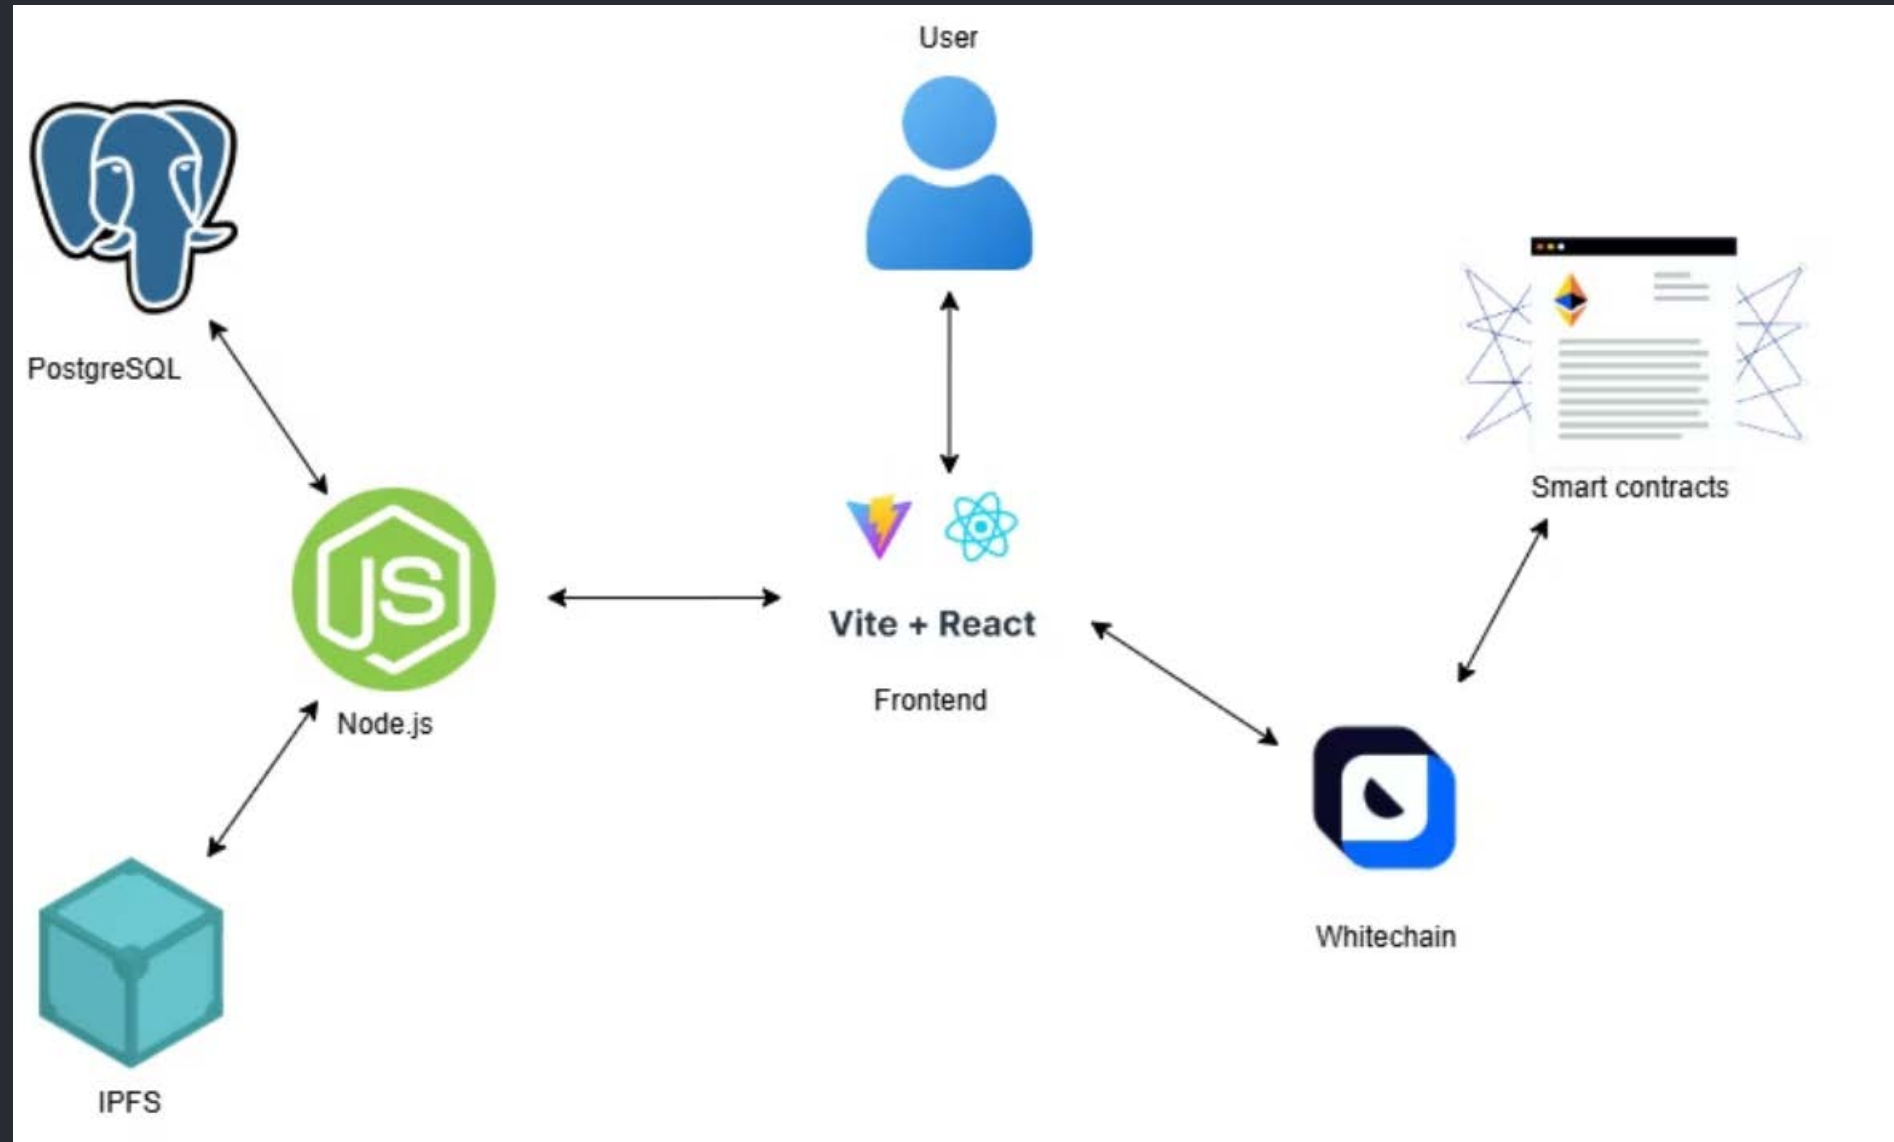 User
PostgreSQL
Smart contracts
JS
Vite + React
Frontend
Node.js
Whitechain
IPFS